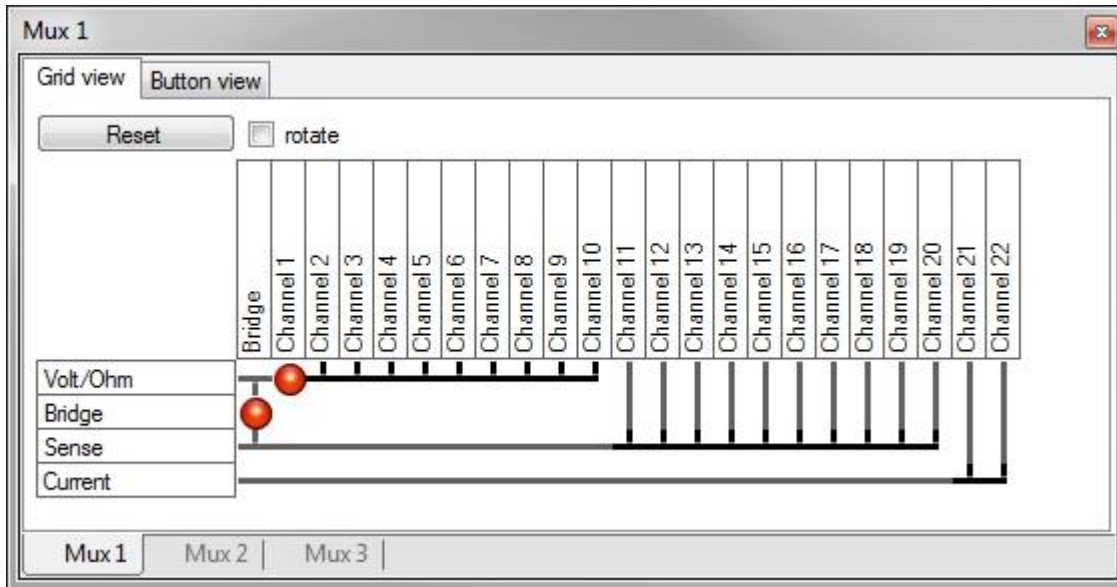 Mux 1
Grid view
Button view
Reset
rotate
Bridge
Channel 1
Channel 2
Channel 3
Channel 4
Channel 5
Channel 6
Channel 7
Channel 8
Channel 9
Channel 10
Channel 11
Channel 12
Channel 13
Channel 14
Channel 15
Channel 16
Channel 17
Channel 18
Channel 19
Channel 20
Channel 21
Channel 22
Volt/Ohm
Bridge
Sense
Current
Mux 1
Mux 2
Mux 3